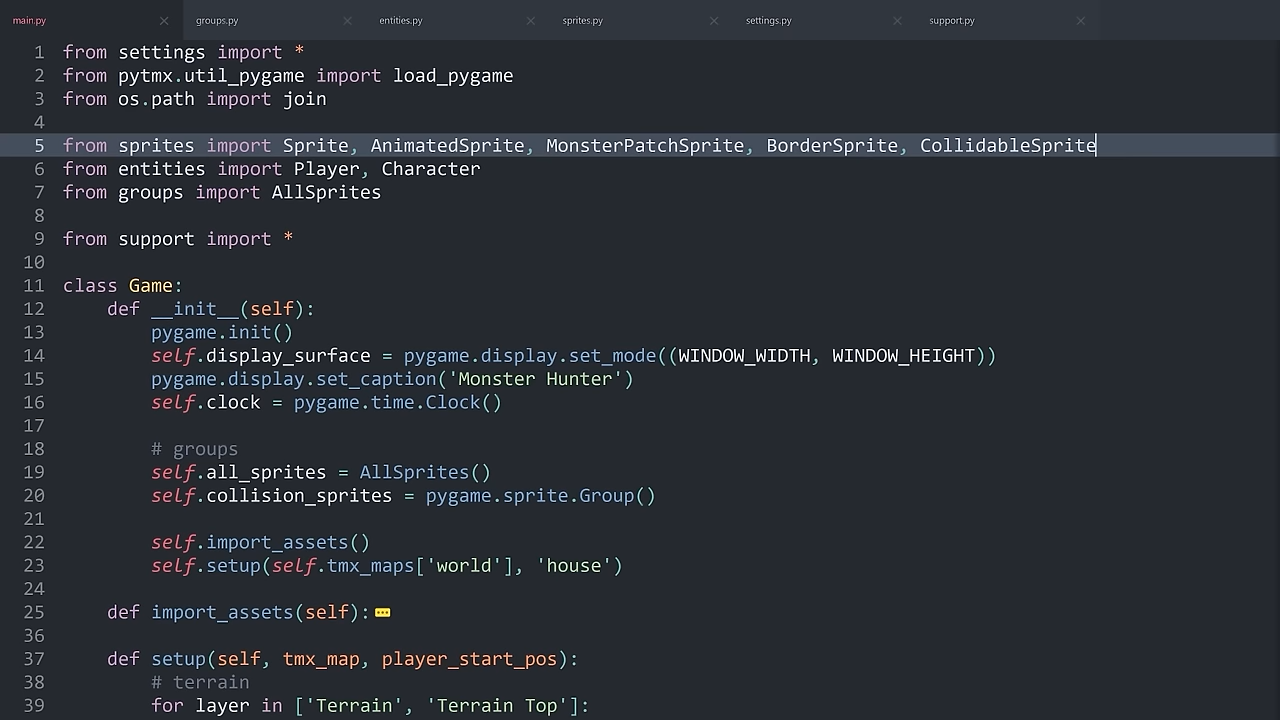 main.py groups.py entities.py sprites.py settings.py support.py
1 from settings import *
2 from pytmx.util_pygame import load_pygame
3 from os.path import join
4
5 from sprites import Sprite, AnimatedSprite, MonsterPatchSprite, BorderSprite, CollidableSprite
6 from entities import Player, Character
7 from groups import AllSprites
8
9 from support import *
10
11 class Game:
12     def __init__(self):
13         pygame.init()
14         self.display_surface = pygame.display.set_mode((WINDOW_WIDTH, WINDOW_HEIGHT))
15         pygame.display.set_caption('Monster Hunter')
16         self.clock = pygame.time.Clock()
17
18         # groups
19         self.all_sprites = AllSprites()
20         self.collision_sprites = pygame.sprite.Group()
21
22         self.import_assets()
23         self.setup(self.tmx_maps['world'], 'house')
24
25     def import_assets(self):
36
37     def setup(self, tmx_map, player_start_pos):
38         # terrain
39         for layer in ['Terrain', 'Terrain Top']: